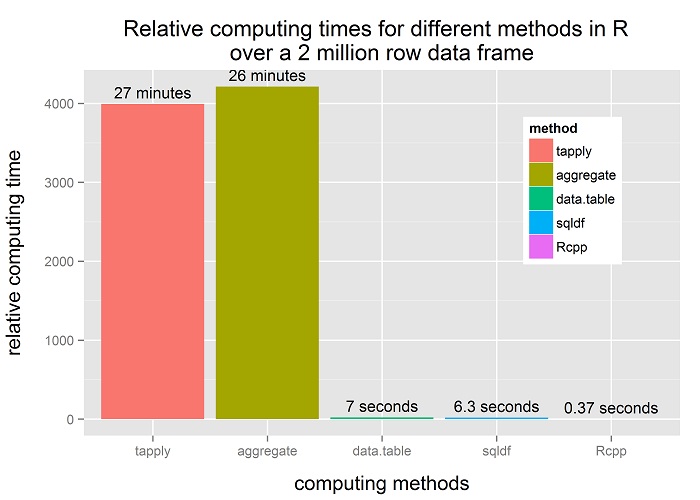 Relative computing times for different methods in R
over a 2 million row data frame
relative computing time
4000
3000
2000
1000
0
27 minutes
26 minutes
7 seconds
6.3 seconds
0.37 seconds
method
tapply
aggregate
data.table
sqldf
Rcpp
tapply
aggregate
data.table
sqldf
Rcpp
computing methods